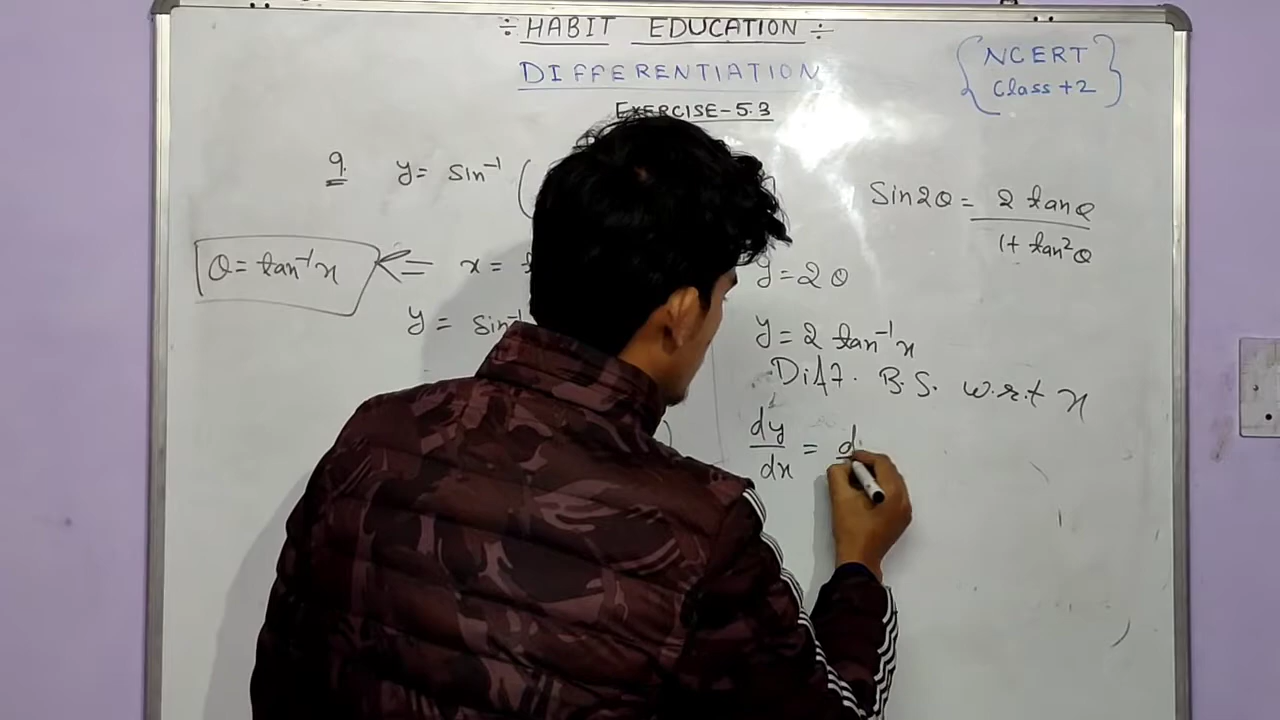 ÷ HABIT EDUCATION ÷
DIFFERENTIATION
{ NCERT
Class +2 }
EXERCISE-5.3
9. y = sin⁻¹ (
Sin2θ = 2 tanθ / 1+ tan²θ
θ = tan⁻¹x ⇐ x =
y = sin⁻¹
y = 2θ
y = 2 tan⁻¹x
Diff. B.S. w.r.t x
dy/dx = d